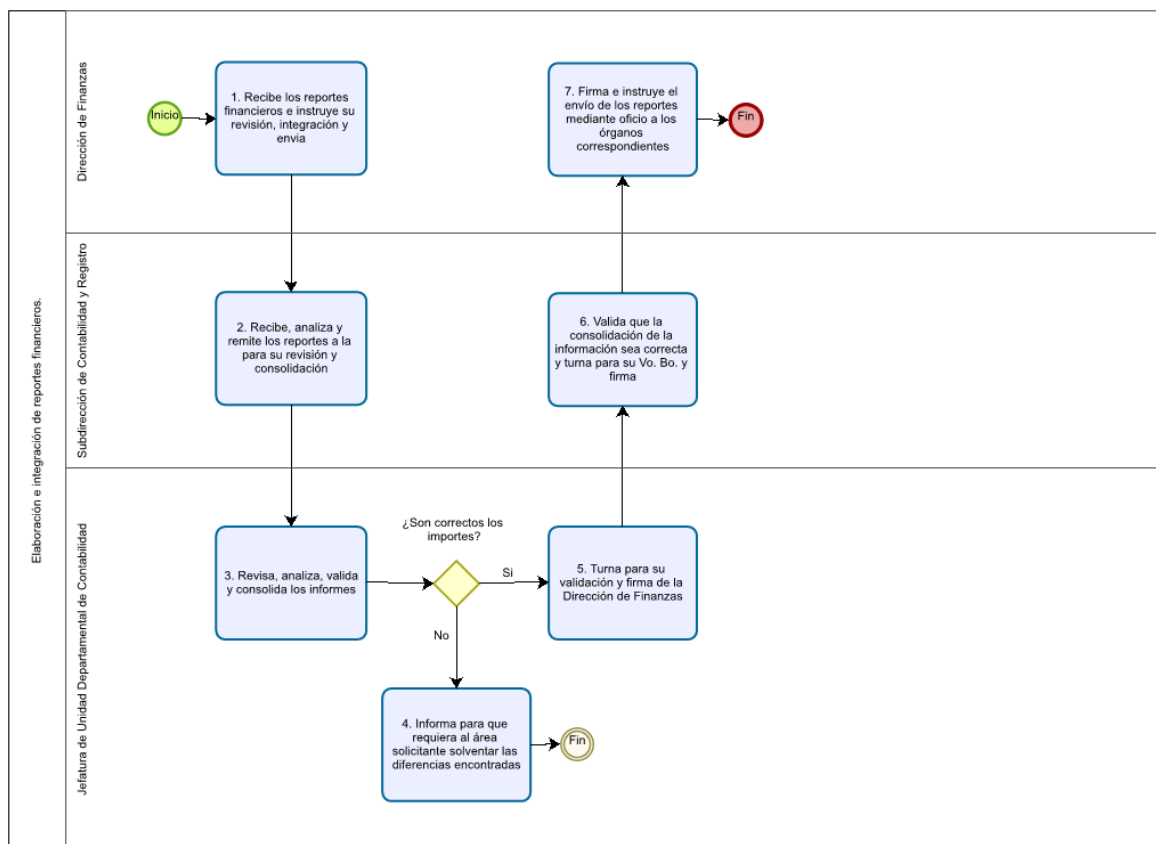 Elaboración e integración de reportes financieros.
Dirección de Finanzas
Inicio
1. Recibe los reportes
financieros e instruye su
revisión, integración y
envia
7. Firma e instruye el
envío de los reportes
mediante oficio a los
órganos
correspondientes
Fin
Subdirección de Contabilidad y Registro
2. Recibe, analiza y
remite los reportes a la
para su revisión y
consolidación
6. Valida que la
consolidación de la
información sea correcta
y turna para su Vo. Bo. y
firma
Jefatura de Unidad Departamental de Contabilidad
3. Revisa, analiza, valida
y consolida los informes
¿Son correctos los
importes?
Si
No
5. Turna para su
validación y firma de la
Dirección de Finanzas
4. Informa para que
requiera al área
solicitante solventar las
diferencias encontradas
Fin